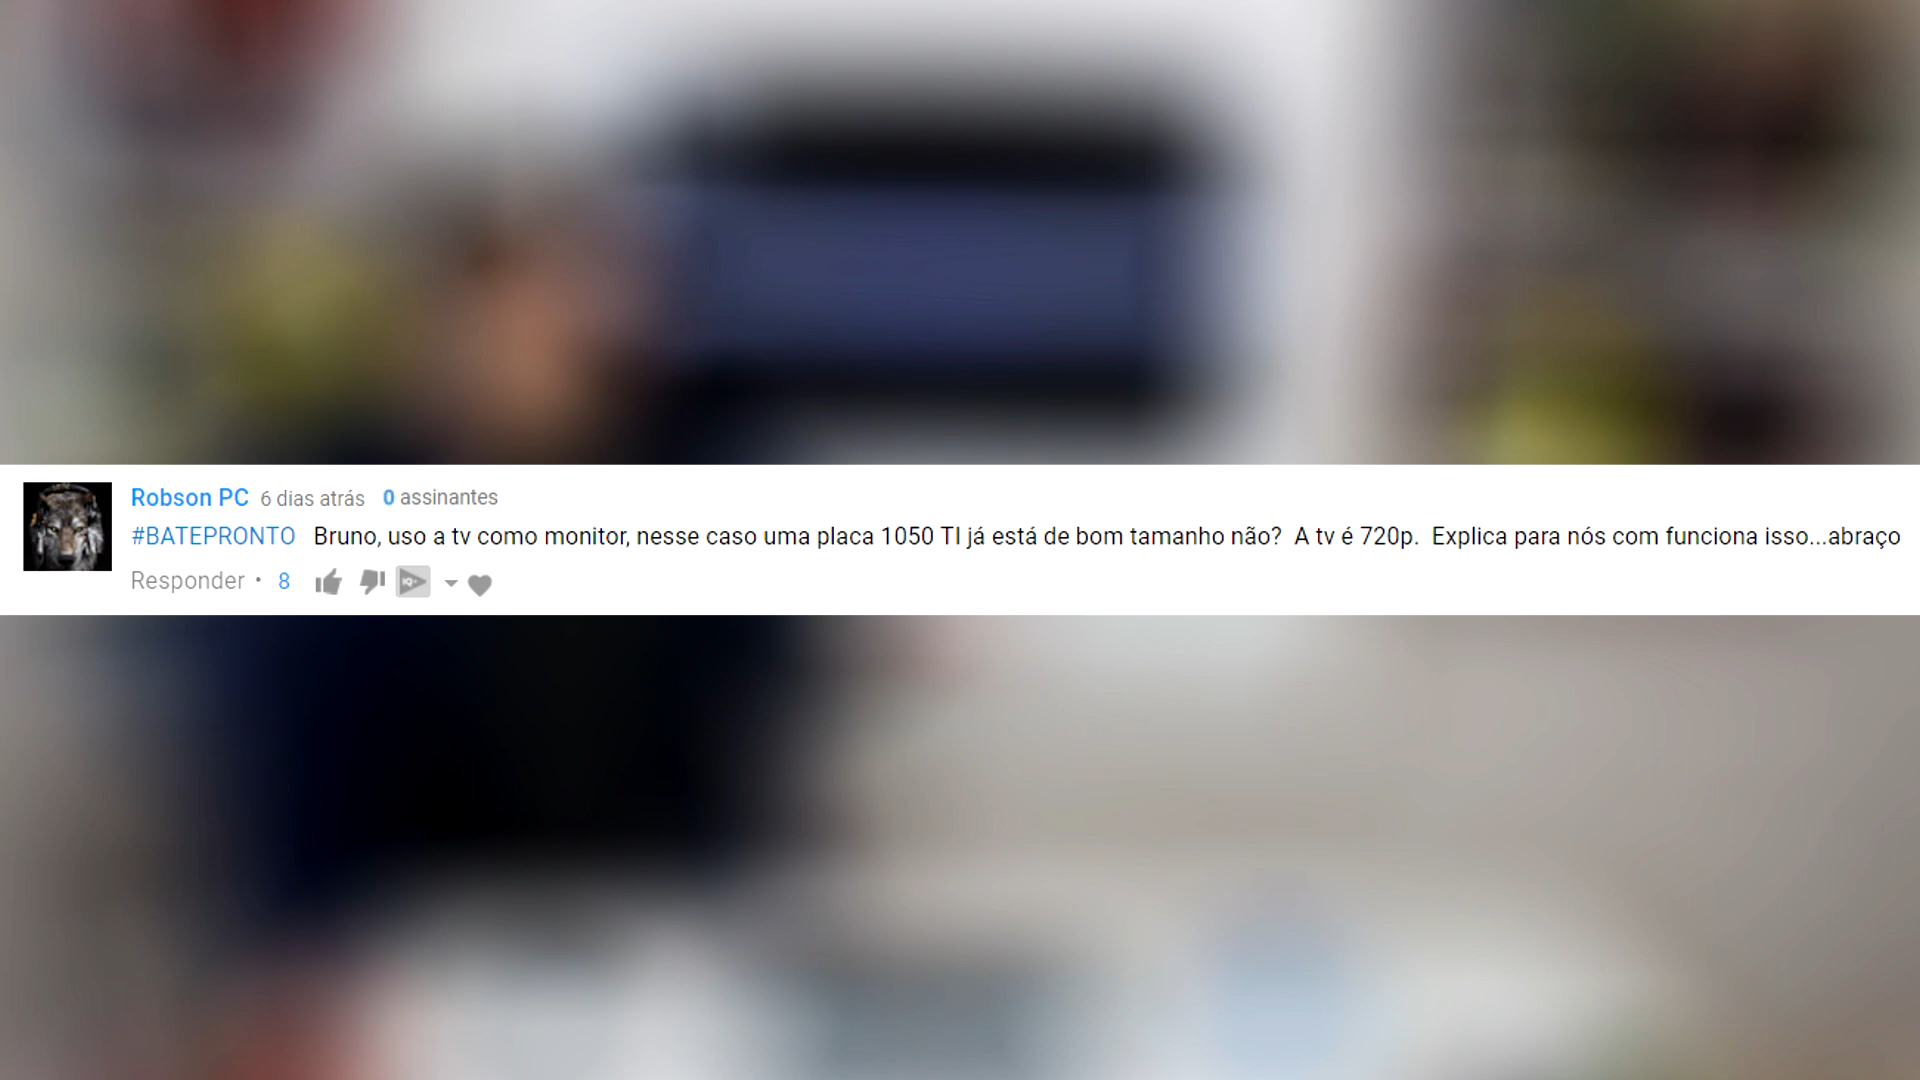 Robson PC 6 dias atrás 0 assinantes
#BATEPRONTO Bruno, uso a tv como monitor, nesse caso uma placa 1050 TI já está de bom tamanho não? A tv é 720p. Explica para nós com funciona isso...abraço
Responder • 8